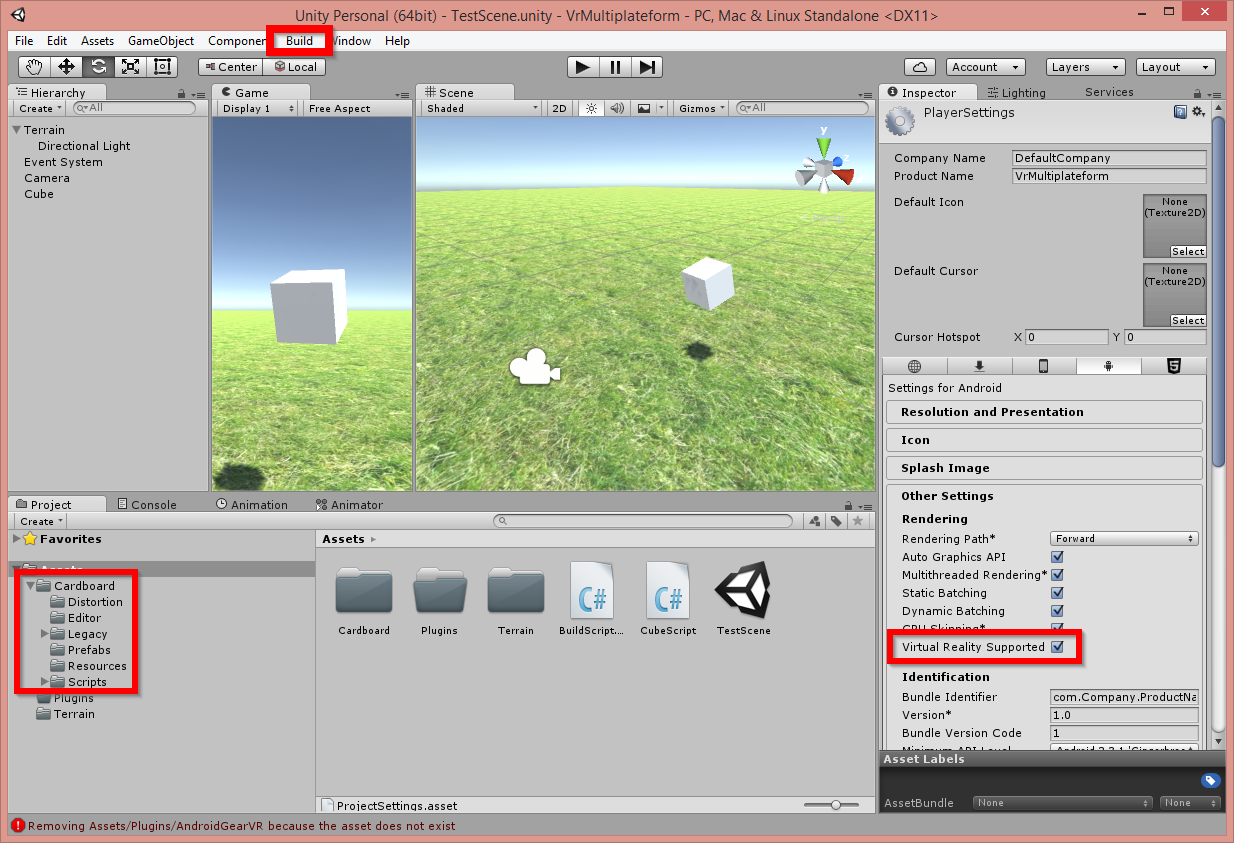 Unity Personal (64bit) - TestScene.unity - VrMultiplateform - PC, Mac & Linux Standalone <DX11>
File Edit Assets GameObject Componen Build indow Help
Center Local Account Layers Layout
Hierarchy
Create All
Terrain
Directional Light
Event System
Camera
Cube
Game
Display 1 Free Aspect
Scene
Shaded 2D Gizmos All
y
z
Inspector Lighting Services
PlayerSettings
Company Name DefaultCompany
Product Name VrMultiplateform
Default Icon None
(Texture2D)
Select
Default Cursor None
(Texture2D)
Select
Cursor Hotspot X 0 Y 0
Settings for Android
Resolution and Presentation
Icon
Splash Image
Other Settings
Rendering
Rendering Path* Forward
Auto Graphics API
Multithreaded Rendering*
Static Batching
Dynamic Batching
GPU Skinning*
Virtual Reality Supported
Identification
Bundle Identifier com.Company.ProductNa
Version* 1.0
Bundle Version Code 1
Minimum API Level
Asset Labels
AssetBundle None None
Project Console Animation Animator
Create
Favorites
Assets
Cardboard
Distortion
Editor
Legacy
Prefabs
Resources
Scripts
Plugins
Terrain
Assets
Cardboard Plugins Terrain BuildScript.... CubeScript TestScene
ProjectSettings.asset
Removing Assets/Plugins/AndroidGearVR because the asset does not exist